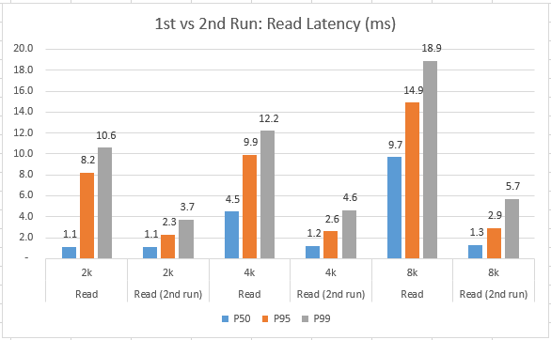 1st vs 2nd Run: Read Latency (ms)
20.0
18.0
16.0
14.0
12.0
10.0
8.0
6.0
4.0
2.0
-
1.1 8.2 10.6 1.1 2.3 3.7 4.5 9.9 12.2 1.2 2.6 4.6 9.7 14.9 18.9 1.3 2.9 5.7
2k 2k 4k 4k 8k 8k
Read Read (2nd run) Read Read (2nd run) Read Read (2nd run)
P50 P95 P99